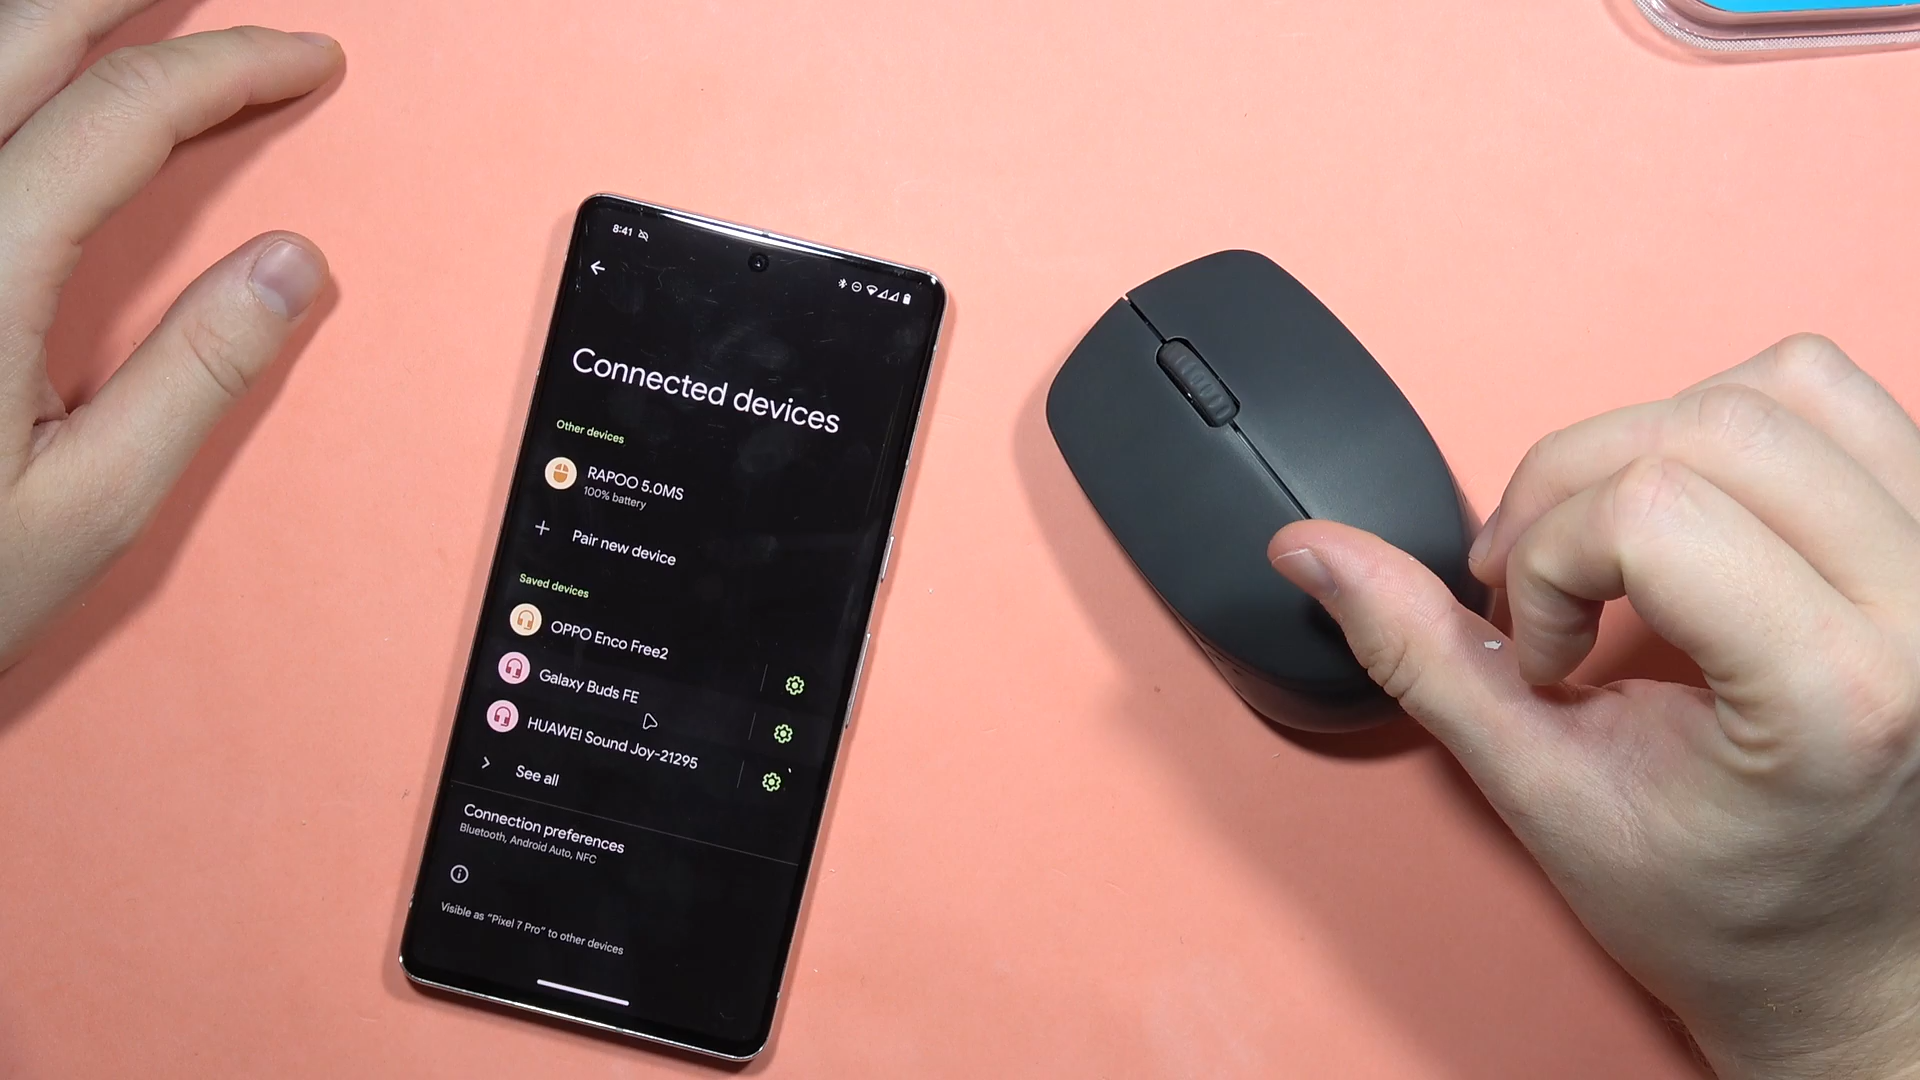 8:41
Connected devices
Other devices
RAPOO 5.0MS
100% battery
Pair new device
Saved devices
OPPO Enco Free2
Galaxy Buds FE
HUAWEI Sound Joy-21295
See all
Connection preferences
Bluetooth, Android Auto, NFC
Visible as "Pixel 7 Pro" to other devices